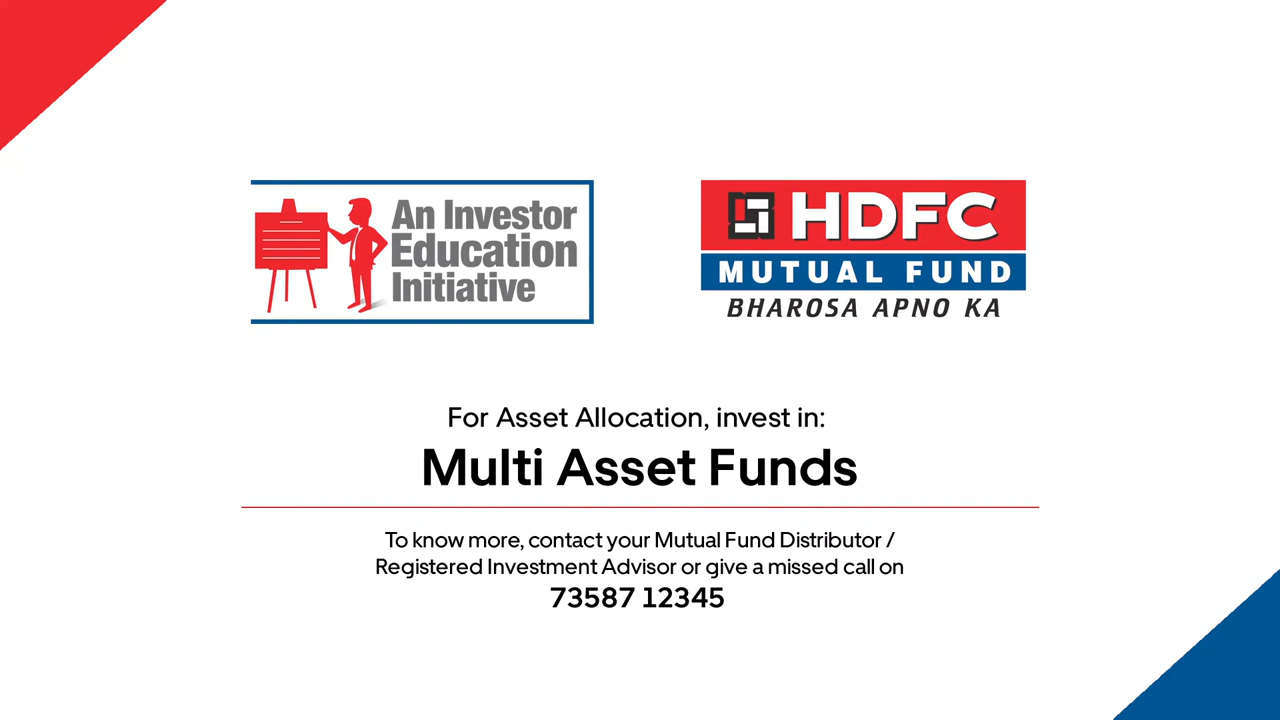 An Investor
Education
Initiative
HDFC
MUTUAL FUND
BHAROSA APNO KA
For Asset Allocation, invest in:
Multi Asset Funds
To know more, contact your Mutual Fund Distributor /
Registered Investment Advisor or give a missed call on
73587 12345